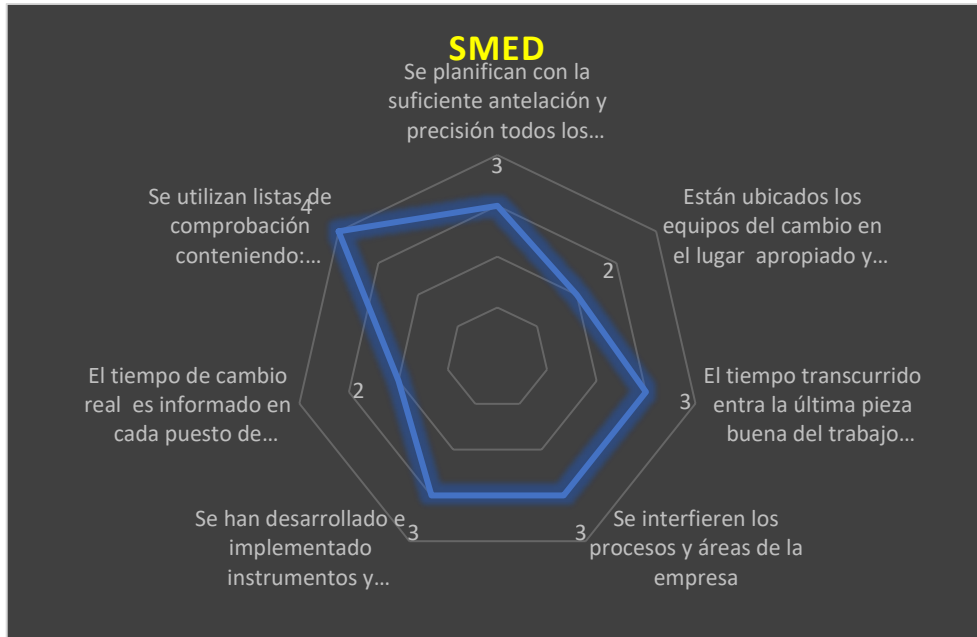 SMED
Se planifican con la
suficiente antelación y
precisión todos los...
3
Están ubicados los
equipos del cambio en
el lugar apropiado y...
2
El tiempo transcurrido
entra la última pieza
buena del trabajo...
3
Se interfieren los
procesos y áreas de la
empresa
3
Se han desarrollado e
implementado
instrumentos y...
3
El tiempo de cambio
real es informado en
cada puesto de...
2
Se utilizan listas de
comprobación
conteniendo:...
4